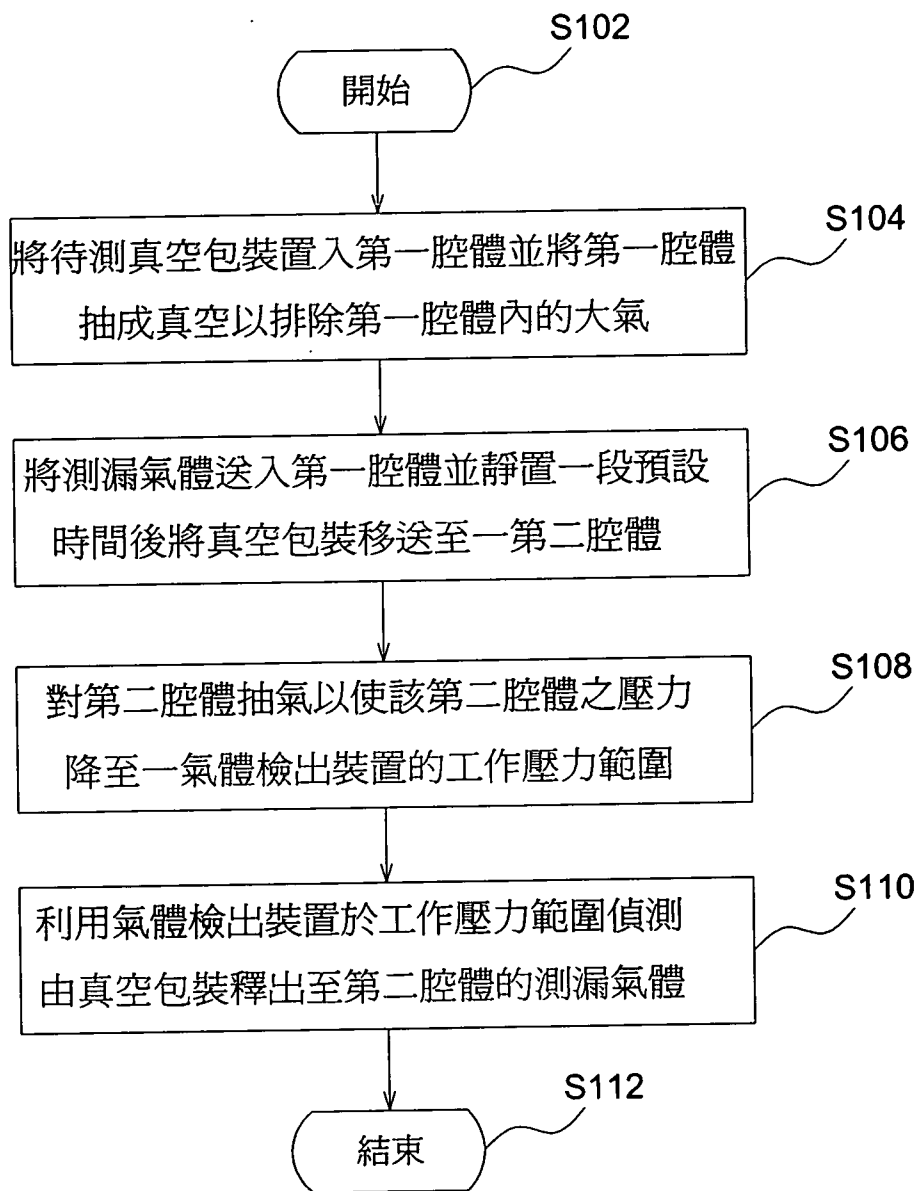 S102
開始
S104
將待測真空包裝置入第一腔體並將第一腔體
抽成真空以排除第一腔體內的大氣
S106
將測漏氣體送入第一腔體並靜置一段預設
時間後將真空包裝移送至一第二腔體
S108
對第二腔體抽氣以使該第二腔體之壓力
降至一氣體檢出裝置的工作壓力範圍
S110
利用氣體檢出裝置於工作壓力範圍偵測
由真空包裝釋出至第二腔體的測漏氣體
S112
結束